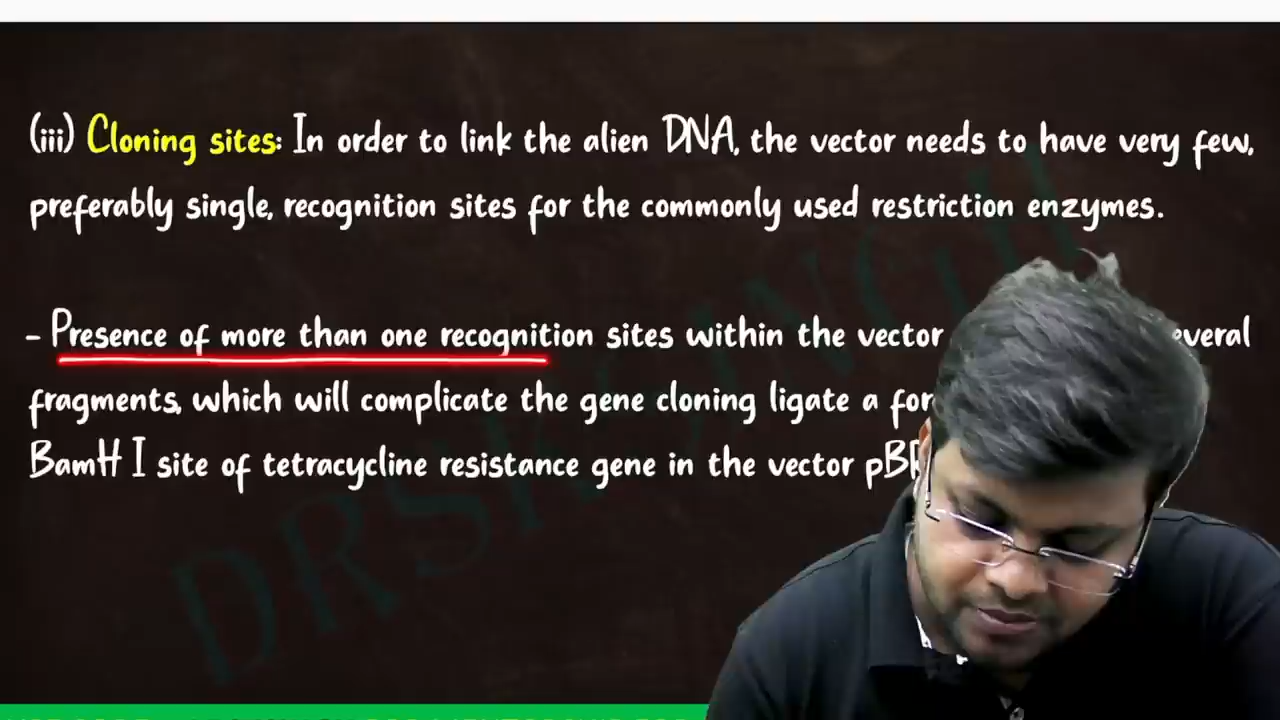 (iii) Cloning sites: In order to link the alien DNA, the vector needs to have very few,
preferably single, recognition sites for the commonly used restriction enzymes.
- Presence of more than one recognition sites within the vector
fragments, which will complicate the gene cloning ligate a
BamH I site of tetracycline resistance gene in the vector
DRSK SINGH